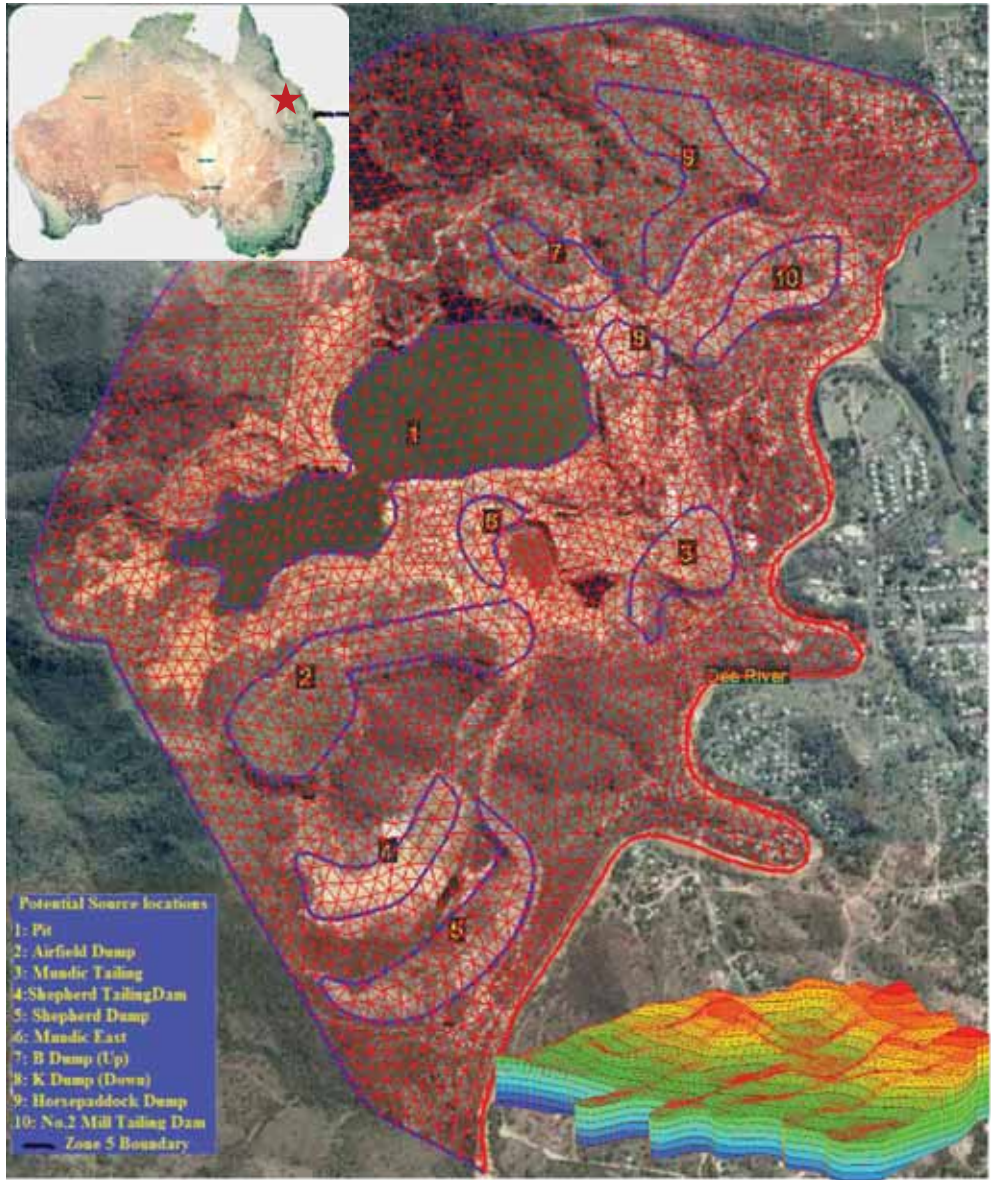 9
7
10
9
1
6
3
2
Dee River
4
5
Potential Source locations
1: Pit
2: Airfield Dump
3: Mundic Tailing
4:Shepherd TailingDam
5: Shepherd Dump
6: Mundic East
7: B Dump (Up)
8: K Dump (Down)
9: Horsepaddock Dump
10: No.2 Mill Tailing Dam
Zone 5 Boundary